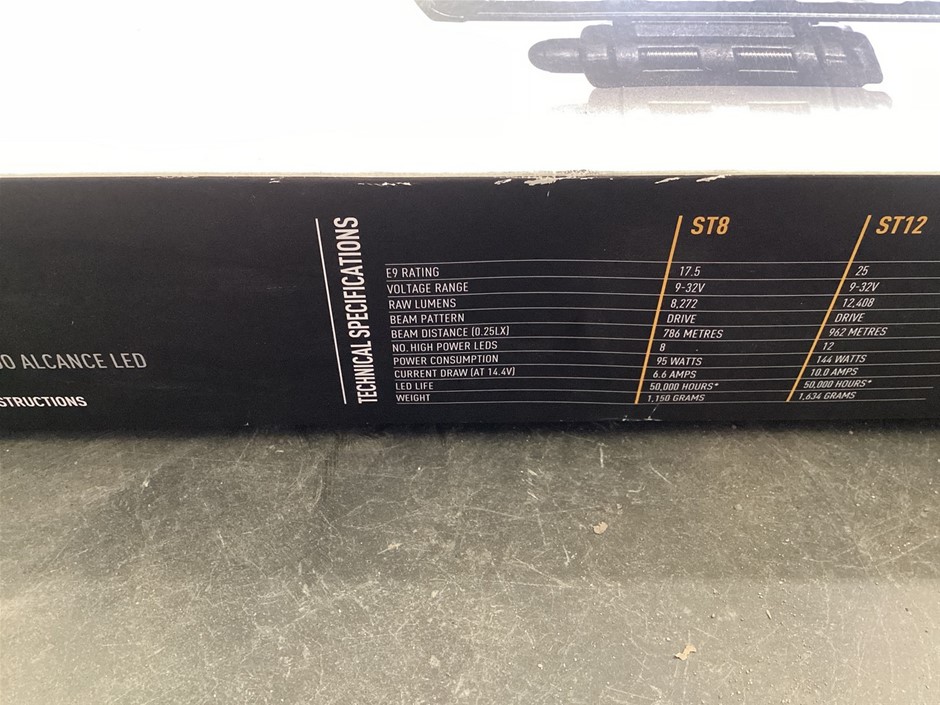 ALCANCE LED
TECHNICAL SPECIFICATIONS
ST8 ST12
E9 RATING 17.5 25
VOLTAGE RANGE 9-32V 9-32V
RAW LUMENS 8,272 12,408
BEAM PATTERN DRIVE DRIVE
BEAM DISTANCE (0.25LX) 786 METRES 962 METRES
NO. HIGH POWER LEDS 8 12
POWER CONSUMPTION 95 WATTS 144 WATTS
CURRENT DRAW (AT 14.4V) 6.6 AMPS 10.0 AMPS
LED LIFE 50,000 HOURS* 50,000 HOURS*
WEIGHT 1,150 GRAMS 1,634 GRAMS